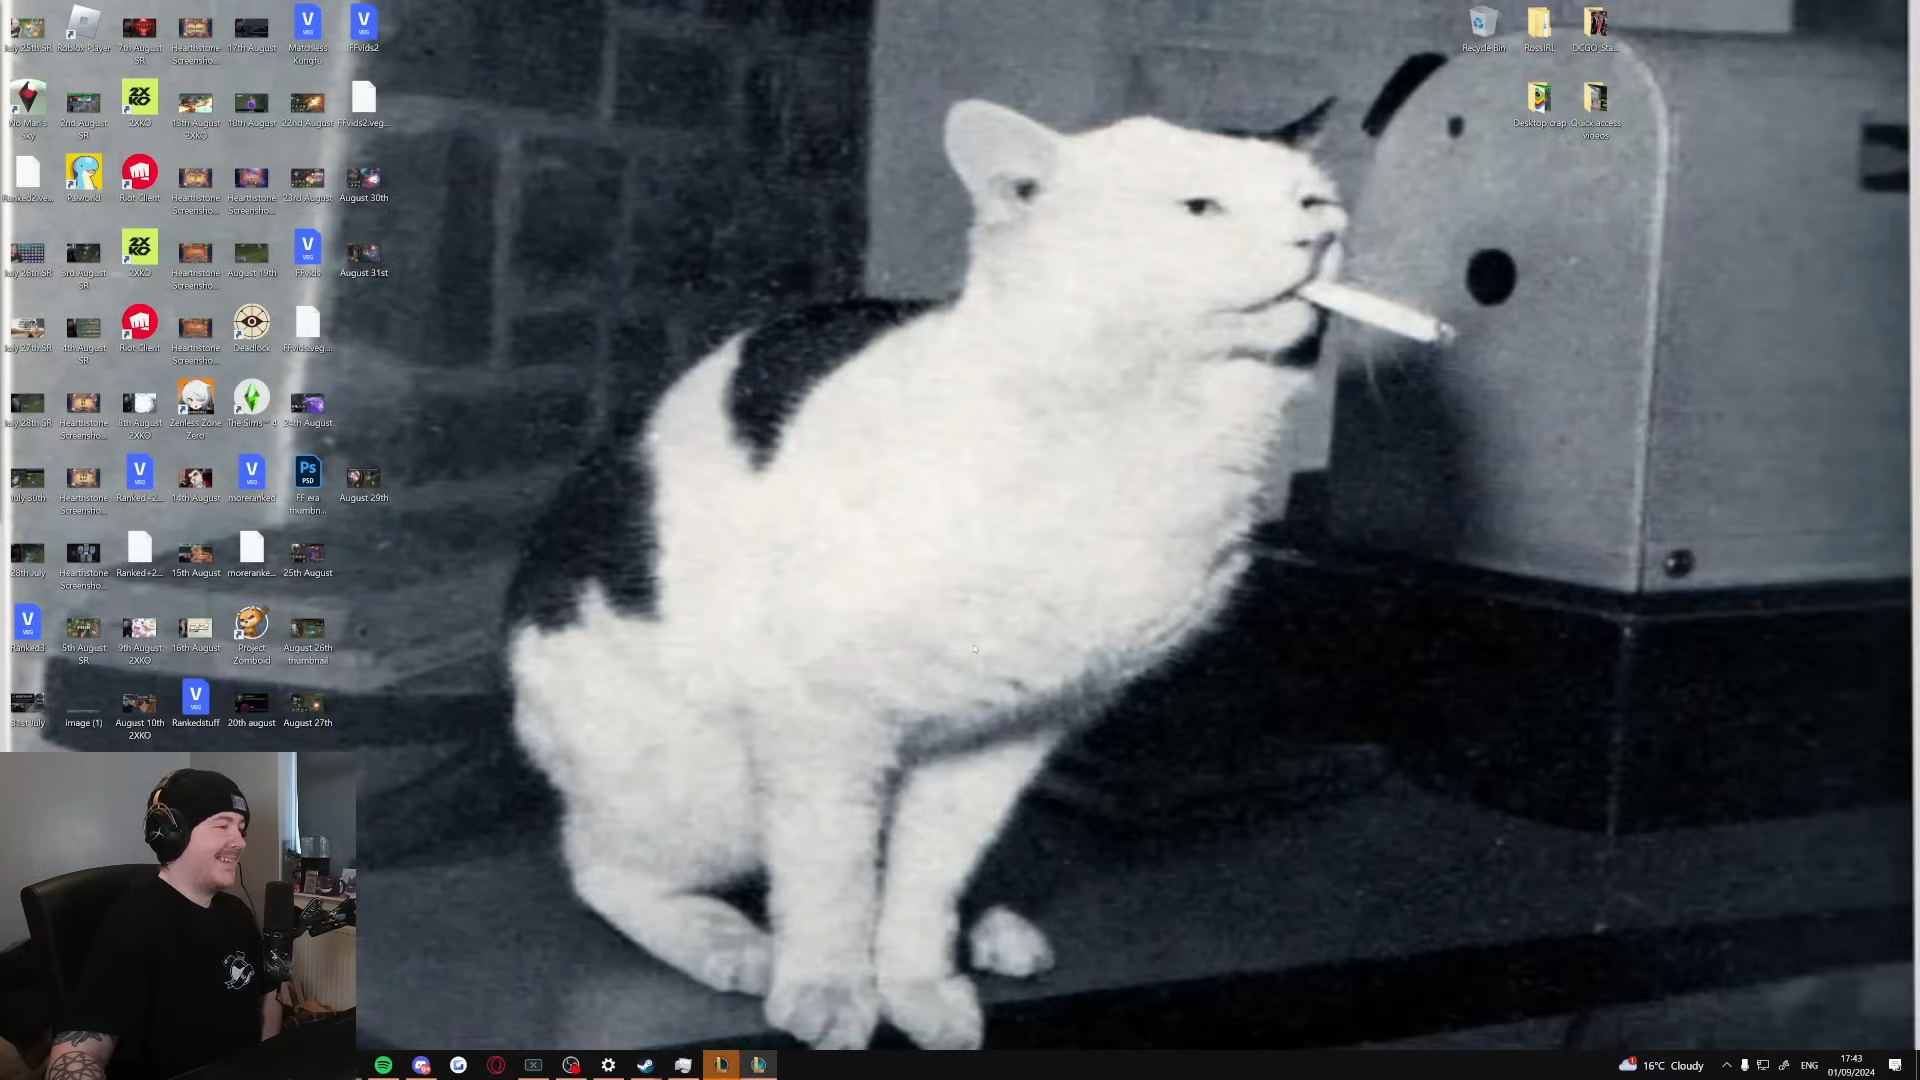 July 25th SR
Roblox Player
7th August
SR
Hearthstone
Screensho...
17th August
Matchless
Kungfu
FFvids2
Recycle Bin
RossIRL
DCGO_Sta...
No Man's
Sky
2nd August
SR
2XKO
13th August
2XKO
18th August
22nd August
FFvids2.veg...
Desktop crap
Quick access
videos
Ranked2.ve...
Palworld
Riot Client
Hearthstone
Screensho...
Hearthstone
Screensho...
23rd August
August 30th
July 26th SR
3rd August
SR
2XKO
Hearthstone
Screensho...
August 19th
FFvids
August 31st
July 27th SR
4th August
SR
Riot Client
Hearthstone
Screensho...
Deadlock
FFvids.veg....
July 28th SR
Hearthstone
Screensho...
8th August
2XKO
Zenless Zone
Zero
The Sims™ 4
24th August
July 30th
Hearthstone
Screensho...
Ranked+2...
14th August
moreranked
FF era
thumbn...
August 29th
28th July
Hearthstone
Screensho...
Ranked+2...
15th August
moreranke...
25th August
Ranked3
5th August
SR
9th August
2XKO
16th August
Project
Zomboid
August 26th
thumbnail
31st July
image (1)
August 10th
2XKO
Rankedstuff
20th august
August 27th
16°C Cloudy
ENG
17:43
01/09/2024